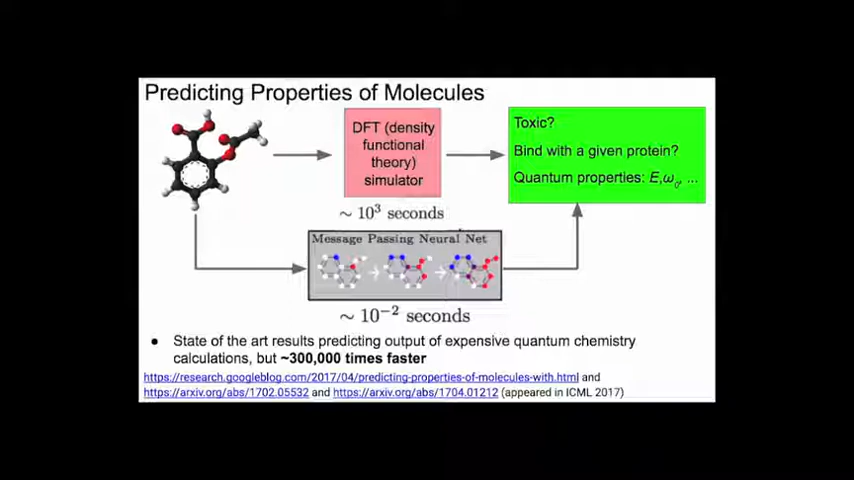 Predicting Properties of Molecules
DFT (density
functional
theory)
simulator
~ 10³ seconds
Toxic?
Bind with a given protein?
Quantum properties: E,ω₀, ...
Message Passing Neural Net
~ 10⁻² seconds
● State of the art results predicting output of expensive quantum chemistry
calculations, but ~300,000 times faster
https://research.googleblog.com/2017/04/predicting-properties-of-molecules-with.html and
https://arxiv.org/abs/1702.05532 and https://arxiv.org/abs/1704.01212 (appeared in ICML 2017)